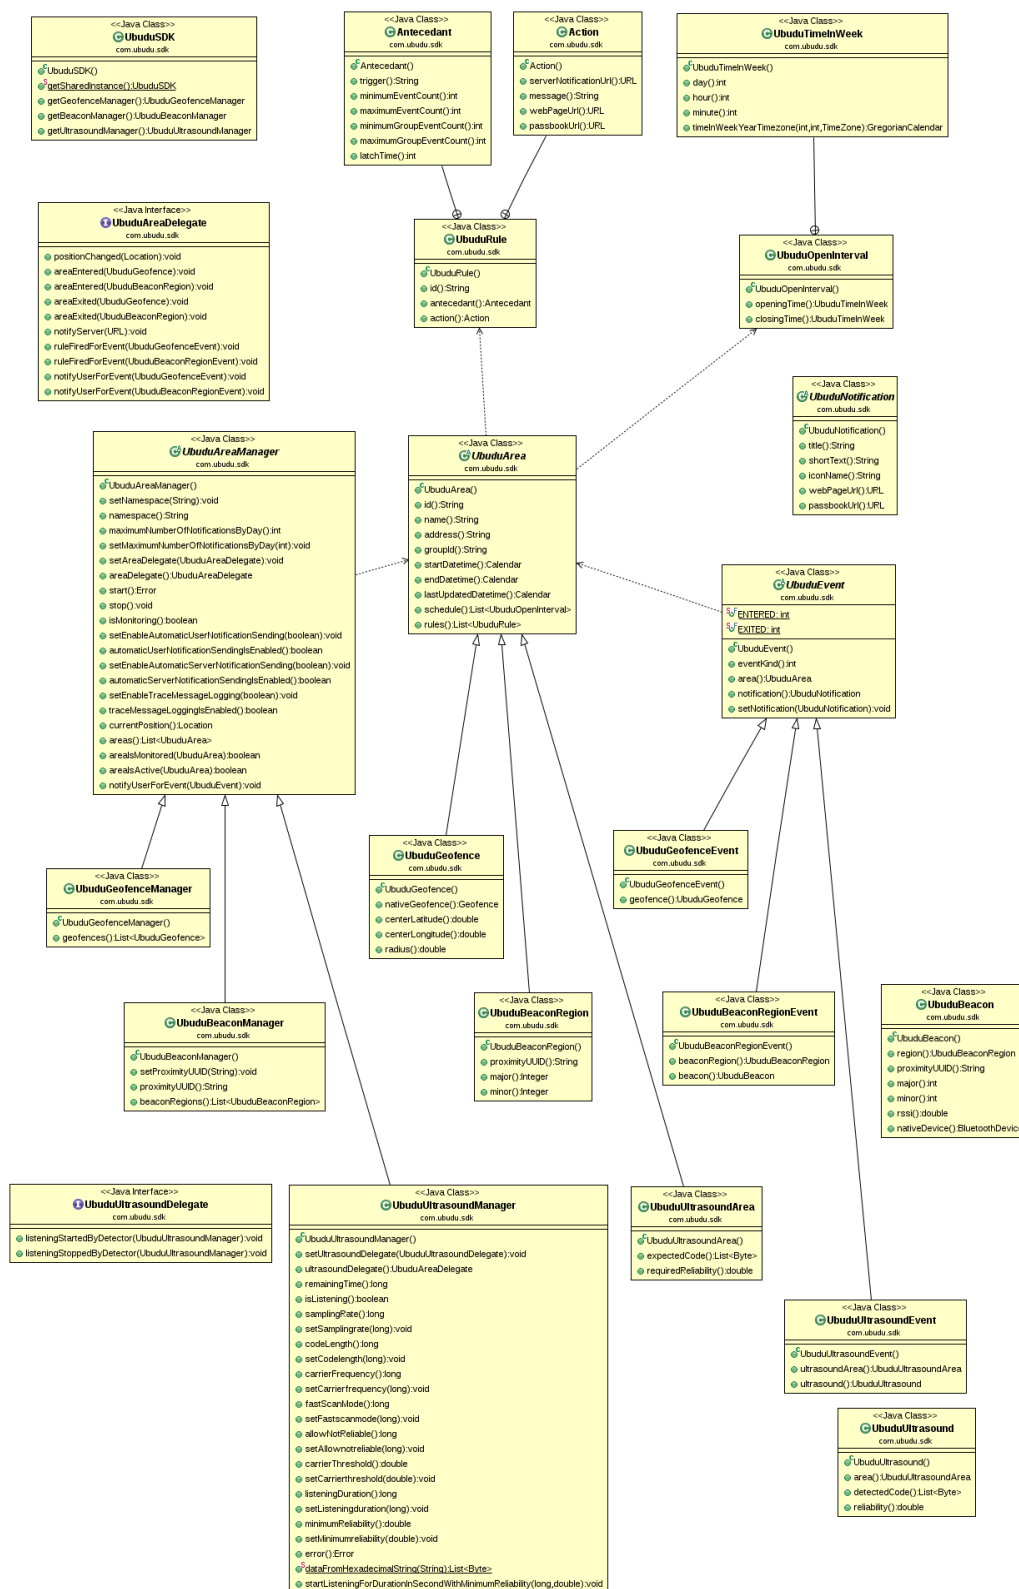 <<Java Class>>
UbuduSDK
com.ubudu.sdk
UbuduSDK()
getSharedInstance():UbuduSDK
getGeofenceManager():UbuduGeofenceManager
getBeaconManager():UbuduBeaconManager
getUltrasoundManager():UbuduUltrasoundManager
<<Java Class>>
Antecedant
com.ubudu.sdk
Antecedant()
trigger():String
minimumEventCount():int
maximumEventCount():int
minimumGroupEventCount():int
maximumGroupEventCount():int
latchTime():int
<<Java Class>>
Action
com.ubudu.sdk
Action()
serverNotificationUrl():URL
message():String
webPageUrl():URL
passbookUrl():URL
<<Java Class>>
UbuduTimeInWeek
com.ubudu.sdk
UbuduTimeInWeek()
day():int
hour():int
minute():int
timeInWeekYearTimezone(int,int,TimeZone):GregorianCalendar
<<Java Interface>>
UbuduAreaDelegate
com.ubudu.sdk
positionChanged(Location):void
areaEntered(UbuduGeofence):void
areaEntered(UbuduBeaconRegion):void
areaExited(UbuduGeofence):void
areaExited(UbuduBeaconRegion):void
notifyServer(URL):void
ruleFiredForEvent(UbuduGeofenceEvent):void
ruleFiredForEvent(UbuduBeaconRegionEvent):void
notifyUserForEvent(UbuduGeofenceEvent):void
notifyUserForEvent(UbuduBeaconRegionEvent):void
<<Java Class>>
UbuduRule
com.ubudu.sdk
UbuduRule()
id():String
antecedant():Antecedant
action():Action
<<Java Class>>
UbuduOpenInterval
com.ubudu.sdk
UbuduOpenInterval()
openingTime():UbuduTimeInWeek
closingTime():UbuduTimeInWeek
<<Java Class>>
UbuduNotification
com.ubudu.sdk
UbuduNotification()
title():String
shortText():String
iconName():String
webPageUrl():URL
passbookUrl():URL
<<Java Class>>
UbuduAreaManager
com.ubudu.sdk
UbuduAreaManager()
setNamespace(String):void
namespace():String
maximumNumberOfNotificationsByDay():int
setMaximumNumberOfNotificationsByDay(int):void
setAreaDelegate(UbuduAreaDelegate):void
areaDelegate():UbuduAreaDelegate
start():Error
stop():void
isMonitoring():boolean
setEnableAutomaticUserNotificationSending(boolean):void
automaticUserNotificationSendingIsEnabled():boolean
setEnableAutomaticServerNotificationSending(boolean):void
automaticServerNotificationSendingIsEnabled():boolean
setEnableTraceMessageLogging(boolean):void
traceMessageLoggingIsEnabled():boolean
currentPosition():Location
areas():List<UbuduArea>
areaIsMonitored(UbuduArea):boolean
areaIsActive(UbuduArea):boolean
notifyUserForEvent(UbuduEvent):void
<<Java Class>>
UbuduArea
com.ubudu.sdk
UbuduArea()
id():String
name():String
address():String
groupId():String
startDatetime():Calendar
endDatetime():Calendar
lastUpdatedDatetime():Calendar
schedule():List<UbuduOpenInterval>
rules():List<UbuduRule>
<<Java Class>>
UbuduEvent
com.ubudu.sdk
ENTERED: int
EXITED: int
UbuduEvent()
eventKind():int
area():UbuduArea
notification():UbuduNotification
setNotification(UbuduNotification):void
<<Java Class>>
UbuduGeofenceManager
com.ubudu.sdk
UbuduGeofenceManager()
geofences():List<UbuduGeofence>
<<Java Class>>
UbuduGeofence
com.ubudu.sdk
UbuduGeofence()
nativeGeofence():Geofence
centerLatitude():double
centerLongitude():double
radius():double
<<Java Class>>
UbuduGeofenceEvent
com.ubudu.sdk
UbuduGeofenceEvent()
geofence():UbuduGeofence
<<Java Class>>
UbuduBeaconManager
com.ubudu.sdk
UbuduBeaconManager()
setProximityUUID(String):void
proximityUUID():String
beaconRegions():List<UbuduBeaconRegion>
<<Java Class>>
UbuduBeaconRegion
com.ubudu.sdk
UbuduBeaconRegion()
proximityUUID():String
major():Integer
minor():Integer
<<Java Class>>
UbuduBeaconRegionEvent
com.ubudu.sdk
UbuduBeaconRegionEvent()
beaconRegion():UbuduBeaconRegion
beacon():UbuduBeacon
<<Java Class>>
UbuduBeacon
com.ubudu.sdk
UbuduBeacon()
region():UbuduBeaconRegion
proximityUUID():String
major():int
minor():int
rssi():double
nativeDevice():BluetoothDevice
<<Java Interface>>
UbuduUltrasoundDelegate
com.ubudu.sdk
listeningStartedByDetector(UbuduUltrasoundManager):void
listeningStoppedByDetector(UbuduUltrasoundManager):void
<<Java Class>>
UbuduUltrasoundManager
com.ubudu.sdk
UbuduUltrasoundManager()
setUltrasoundDelegate(UbuduUltrasoundDelegate):void
ultrasoundDelegate():UbuduAreaDelegate
remainingTime():long
isListening():boolean
samplingRate():long
setSamplingrate(long):void
codeLength():long
setCodelength(long):void
carrierFrequency():long
setCarrierfrequency(long):void
fastScanMode():long
setFastscanmode(long):void
allowNotReliable():long
setAllownotreliable(long):void
carrierThreshold():double
setCarrierthreshold(double):void
listeningDuration():long
setListeningduration(long):void
minimumReliability():double
setMinimumreliability(double):void
error():Error
dataFromHexadecimalString(String):List<Byte>
startListeningForDurationInSecondWithMinimumReliability(long,double):void
<<Java Class>>
UbuduUltrasoundArea
com.ubudu.sdk
UbuduUltrasoundArea()
expectedCode():List<Byte>
requiredReliability():double
<<Java Class>>
UbuduUltrasoundEvent
com.ubudu.sdk
UbuduUltrasoundEvent()
ultrasoundArea():UbuduUltrasoundArea
ultrasound():UbuduUltrasound
<<Java Class>>
UbuduUltrasound
com.ubudu.sdk
UbuduUltrasound()
area():UbuduUltrasoundArea
detectedCode():List<Byte>
reliability():double